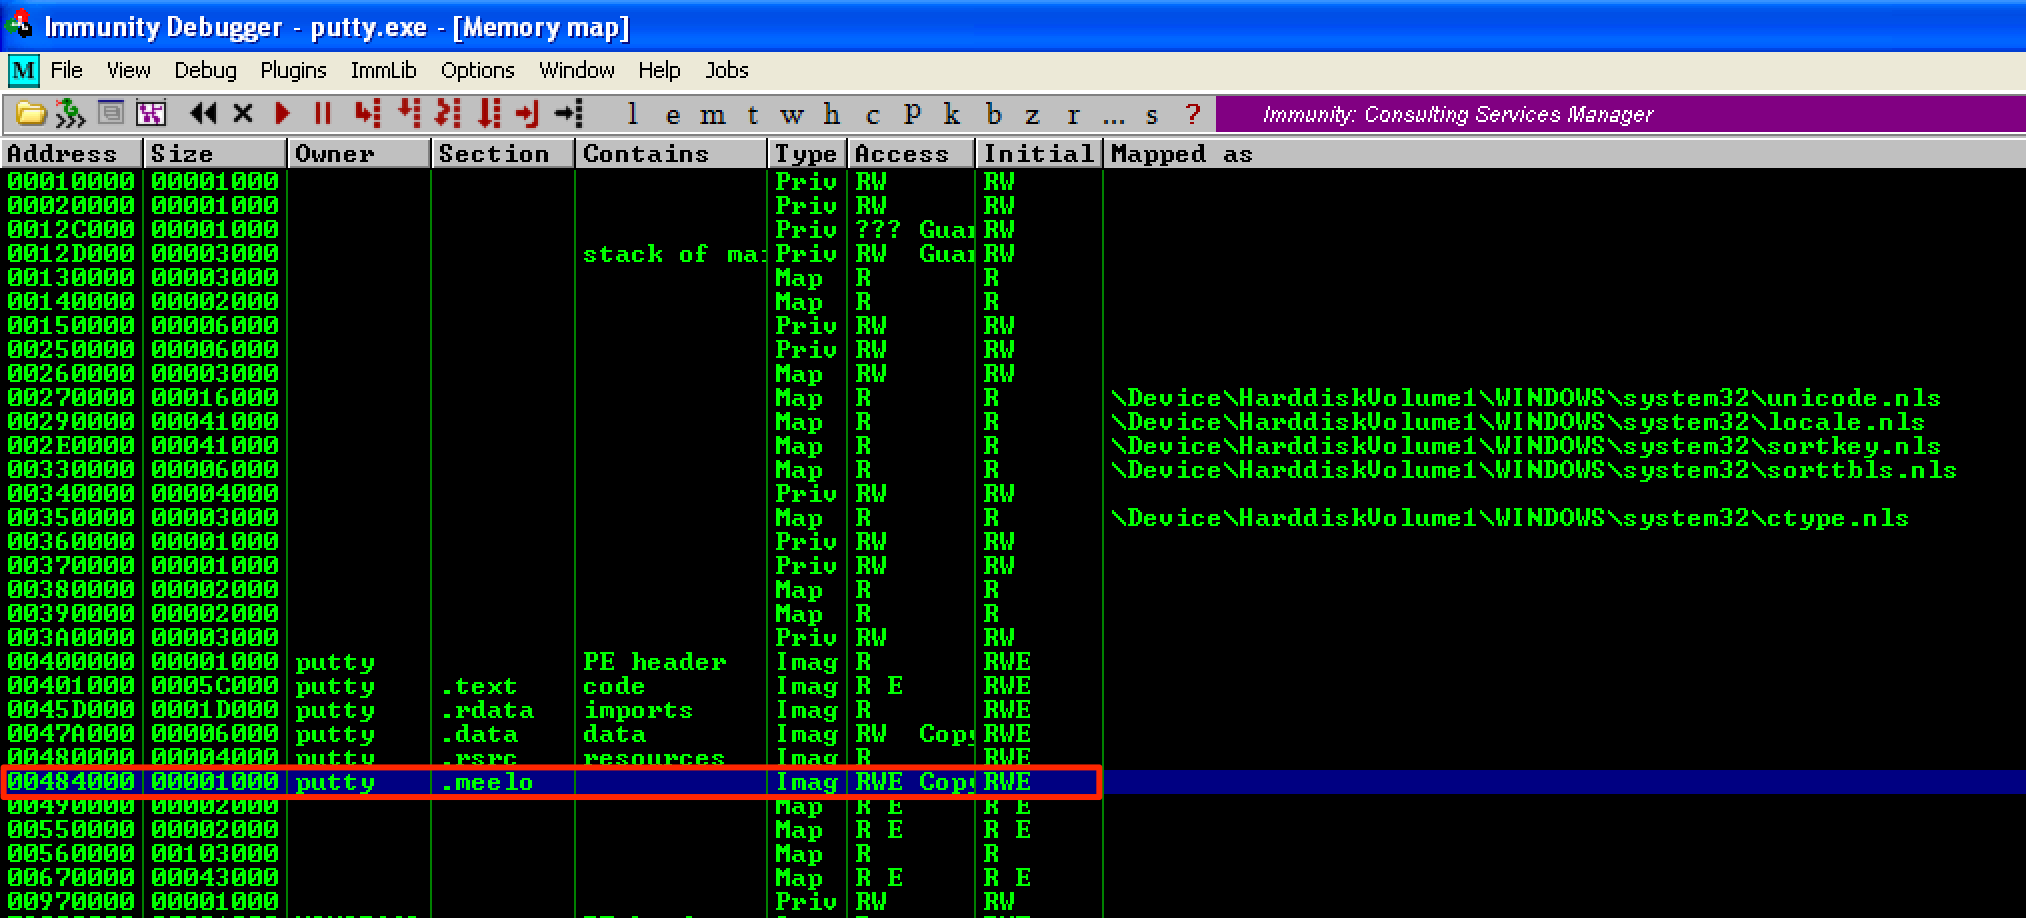 Immunity Debugger - putty.exe - [Memory map]
M File View Debug Plugins ImmLib Options Window Help Jobs
l e m t w h c P k b z r ... s ? Immunity: Consulting Services Manager
Address Size Owner Section Contains Type Access Initial Mapped as
00010000 00001000 Priv RW RW
00020000 00001000 Priv RW RW
0012C000 00001000 Priv ??? Guar RW
0012D000 00003000 stack of mai Priv RW Guar RW
00130000 00003000 Map R R
00140000 00002000 Map R R
00150000 00006000 Priv RW RW
00250000 00006000 Priv RW RW
00260000 00003000 Map RW RW
00270000 00016000 Map R R \Device\HarddiskVolume1\WINDOWS\system32\unicode.nls
00290000 00041000 Map R R \Device\HarddiskVolume1\WINDOWS\system32\locale.nls
002E0000 00041000 Map R R \Device\HarddiskVolume1\WINDOWS\system32\sortkey.nls
00330000 00006000 Map R R \Device\HarddiskVolume1\WINDOWS\system32\sorttbls.nls
00340000 00004000 Priv RW RW
00350000 00003000 Map R R \Device\HarddiskVolume1\WINDOWS\system32\ctype.nls
00360000 00001000 Priv RW RW
00370000 00001000 Priv RW RW
00380000 00002000 Map R R
00390000 00002000 Map R R
003A0000 00003000 Priv RW RW
00400000 00001000 putty PE header Imag R RWE
00401000 0005C000 putty .text code Imag R E RWE
0045D000 0001D000 putty .rdata imports Imag R RWE
0047A000 00006000 putty .data data Imag RW Copy RWE
00480000 00004000 putty .rsrc resources Imag R RWE
00484000 00001000 putty .meelo Imag RWE Copy RWE
00490000 00002000 Map R E R E
00550000 00002000 Map R E R E
00560000 00103000 Map R R
00670000 00043000 Map R E R E
00970000 00001000 Priv RW RW